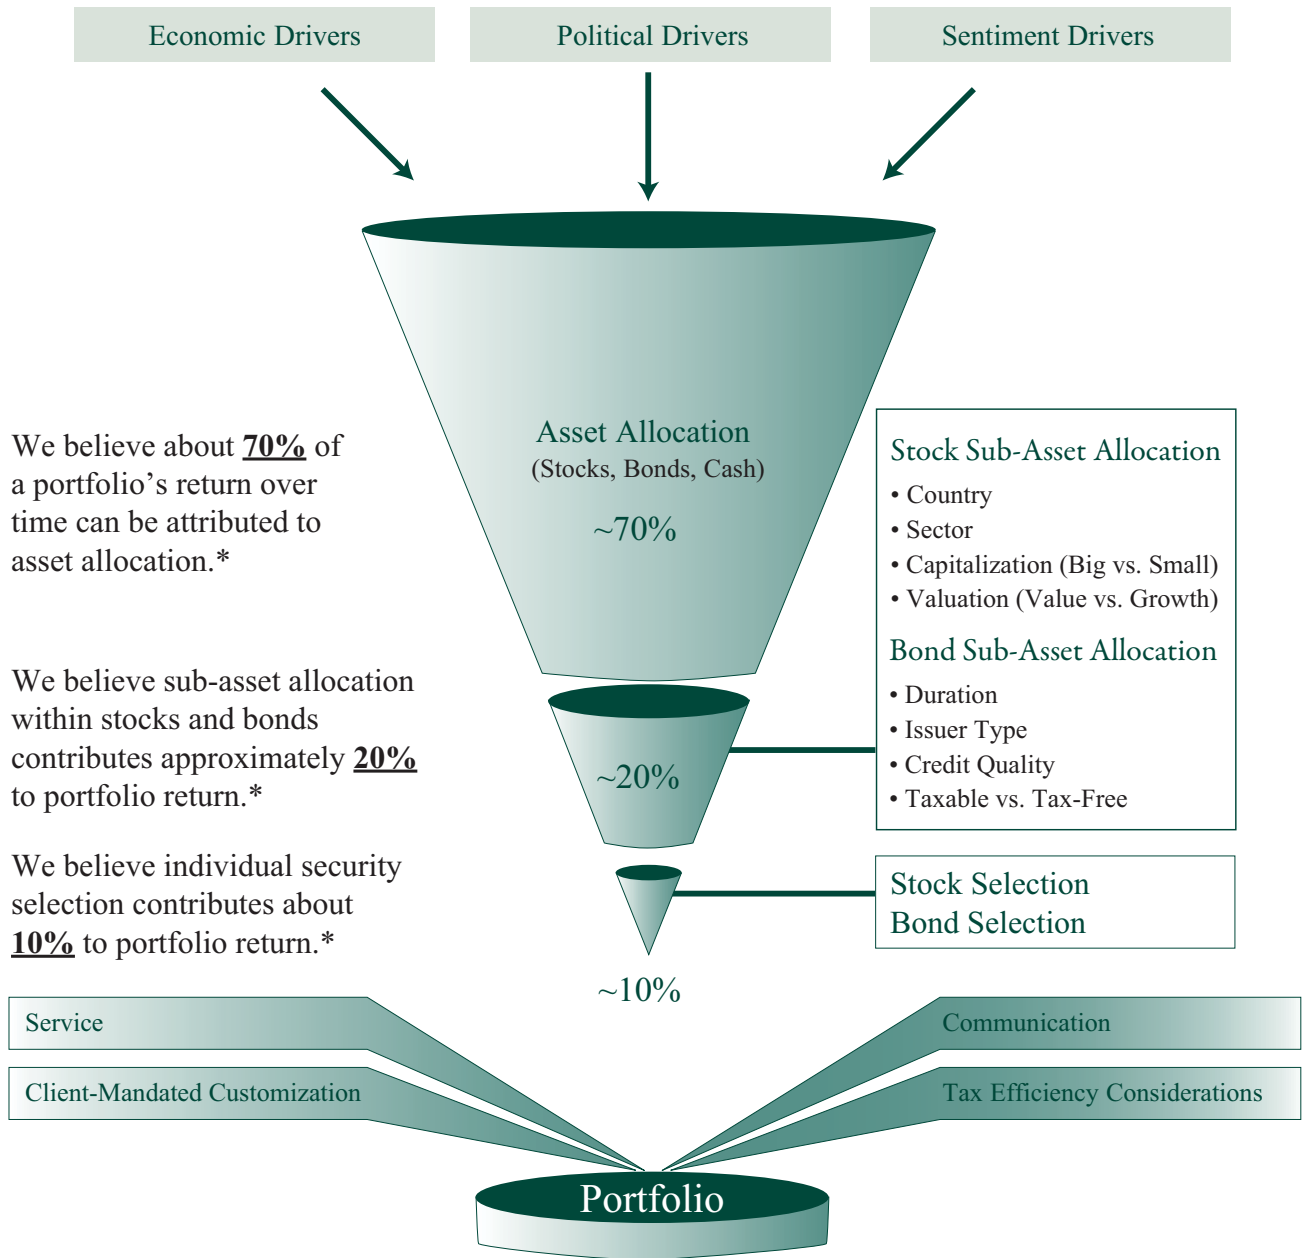 Economic Drivers
Political Drivers
Sentiment Drivers
We believe about 70% of
a portfolio’s return over
time can be attributed to
asset allocation.*
Asset Allocation
(Stocks, Bonds, Cash)
~70%
Stock Sub-Asset Allocation
• Country
• Sector
• Capitalization (Big vs. Small)
• Valuation (Value vs. Growth)
Bond Sub-Asset Allocation
• Duration
• Issuer Type
• Credit Quality
• Taxable vs. Tax-Free
We believe sub-asset allocation
within stocks and bonds
contributes approximately 20%
to portfolio return.*
~20%
We believe individual security
selection contributes about
10% to portfolio return.*
Stock Selection
Bond Selection
~10%
Service
Communication
Client-Mandated Customization
Tax Efficiency Considerations
Portfolio